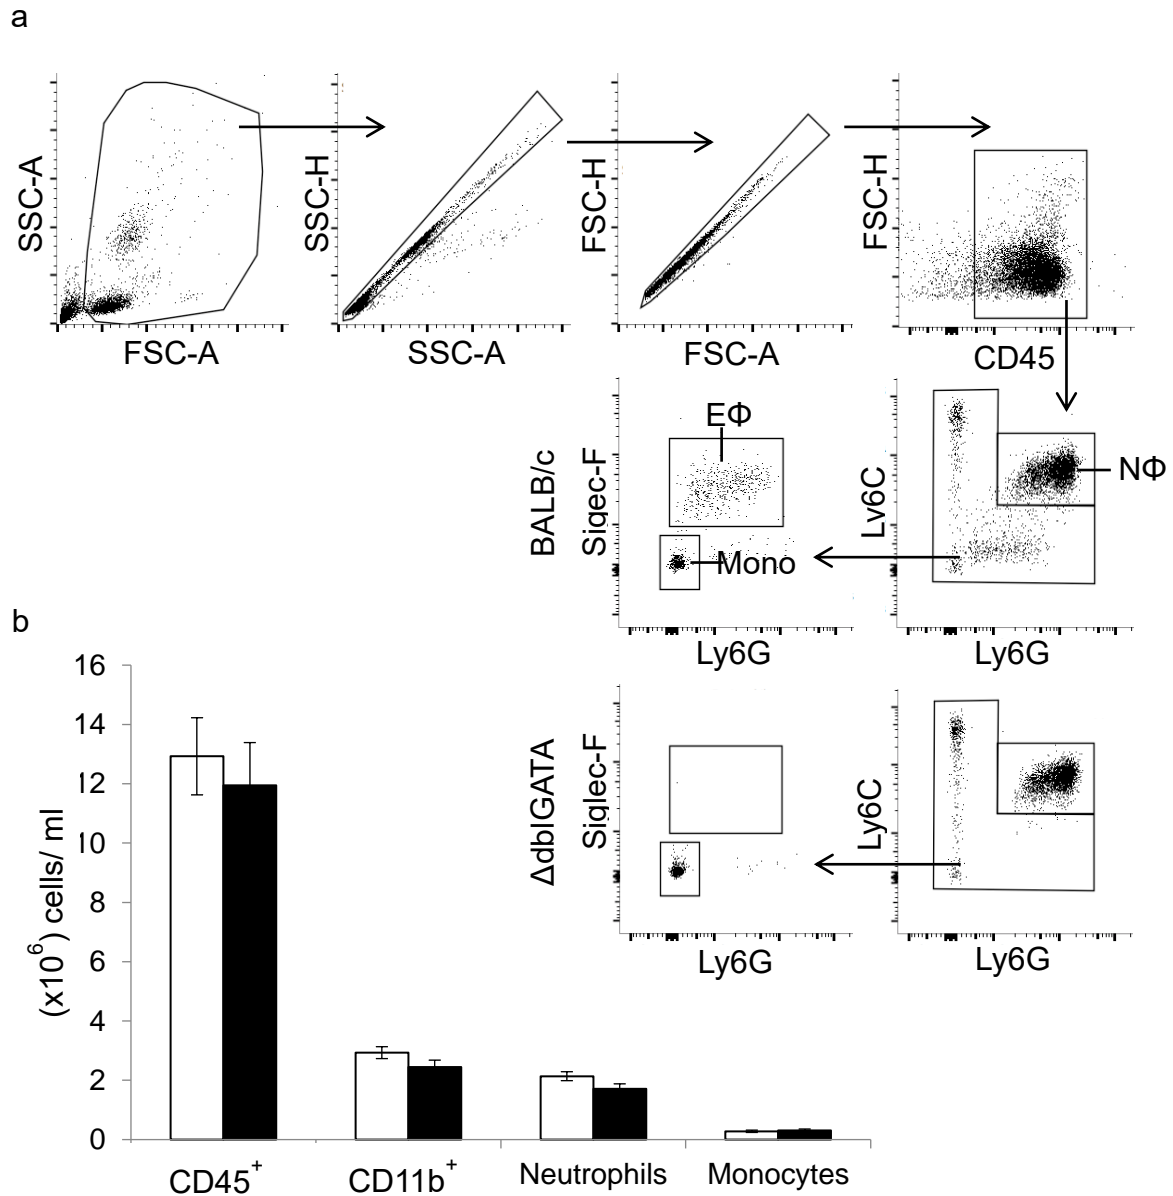 a
SSC-A
FSC-A
SSC-H
SSC-A
FSC-H
FSC-A
FSC-H
CD45
BALB/c
Sigec-F
EΦ
Mono
Ly6G
Lv6C
NΦ
Ly6G
ΔdblGATA
Siglec-F
Ly6G
Ly6C
Ly6G
b
(x10⁶) cells/ ml
16
14
12
10
8
6
4
2
0
CD45⁺
CD11b⁺
Neutrophils
Monocytes